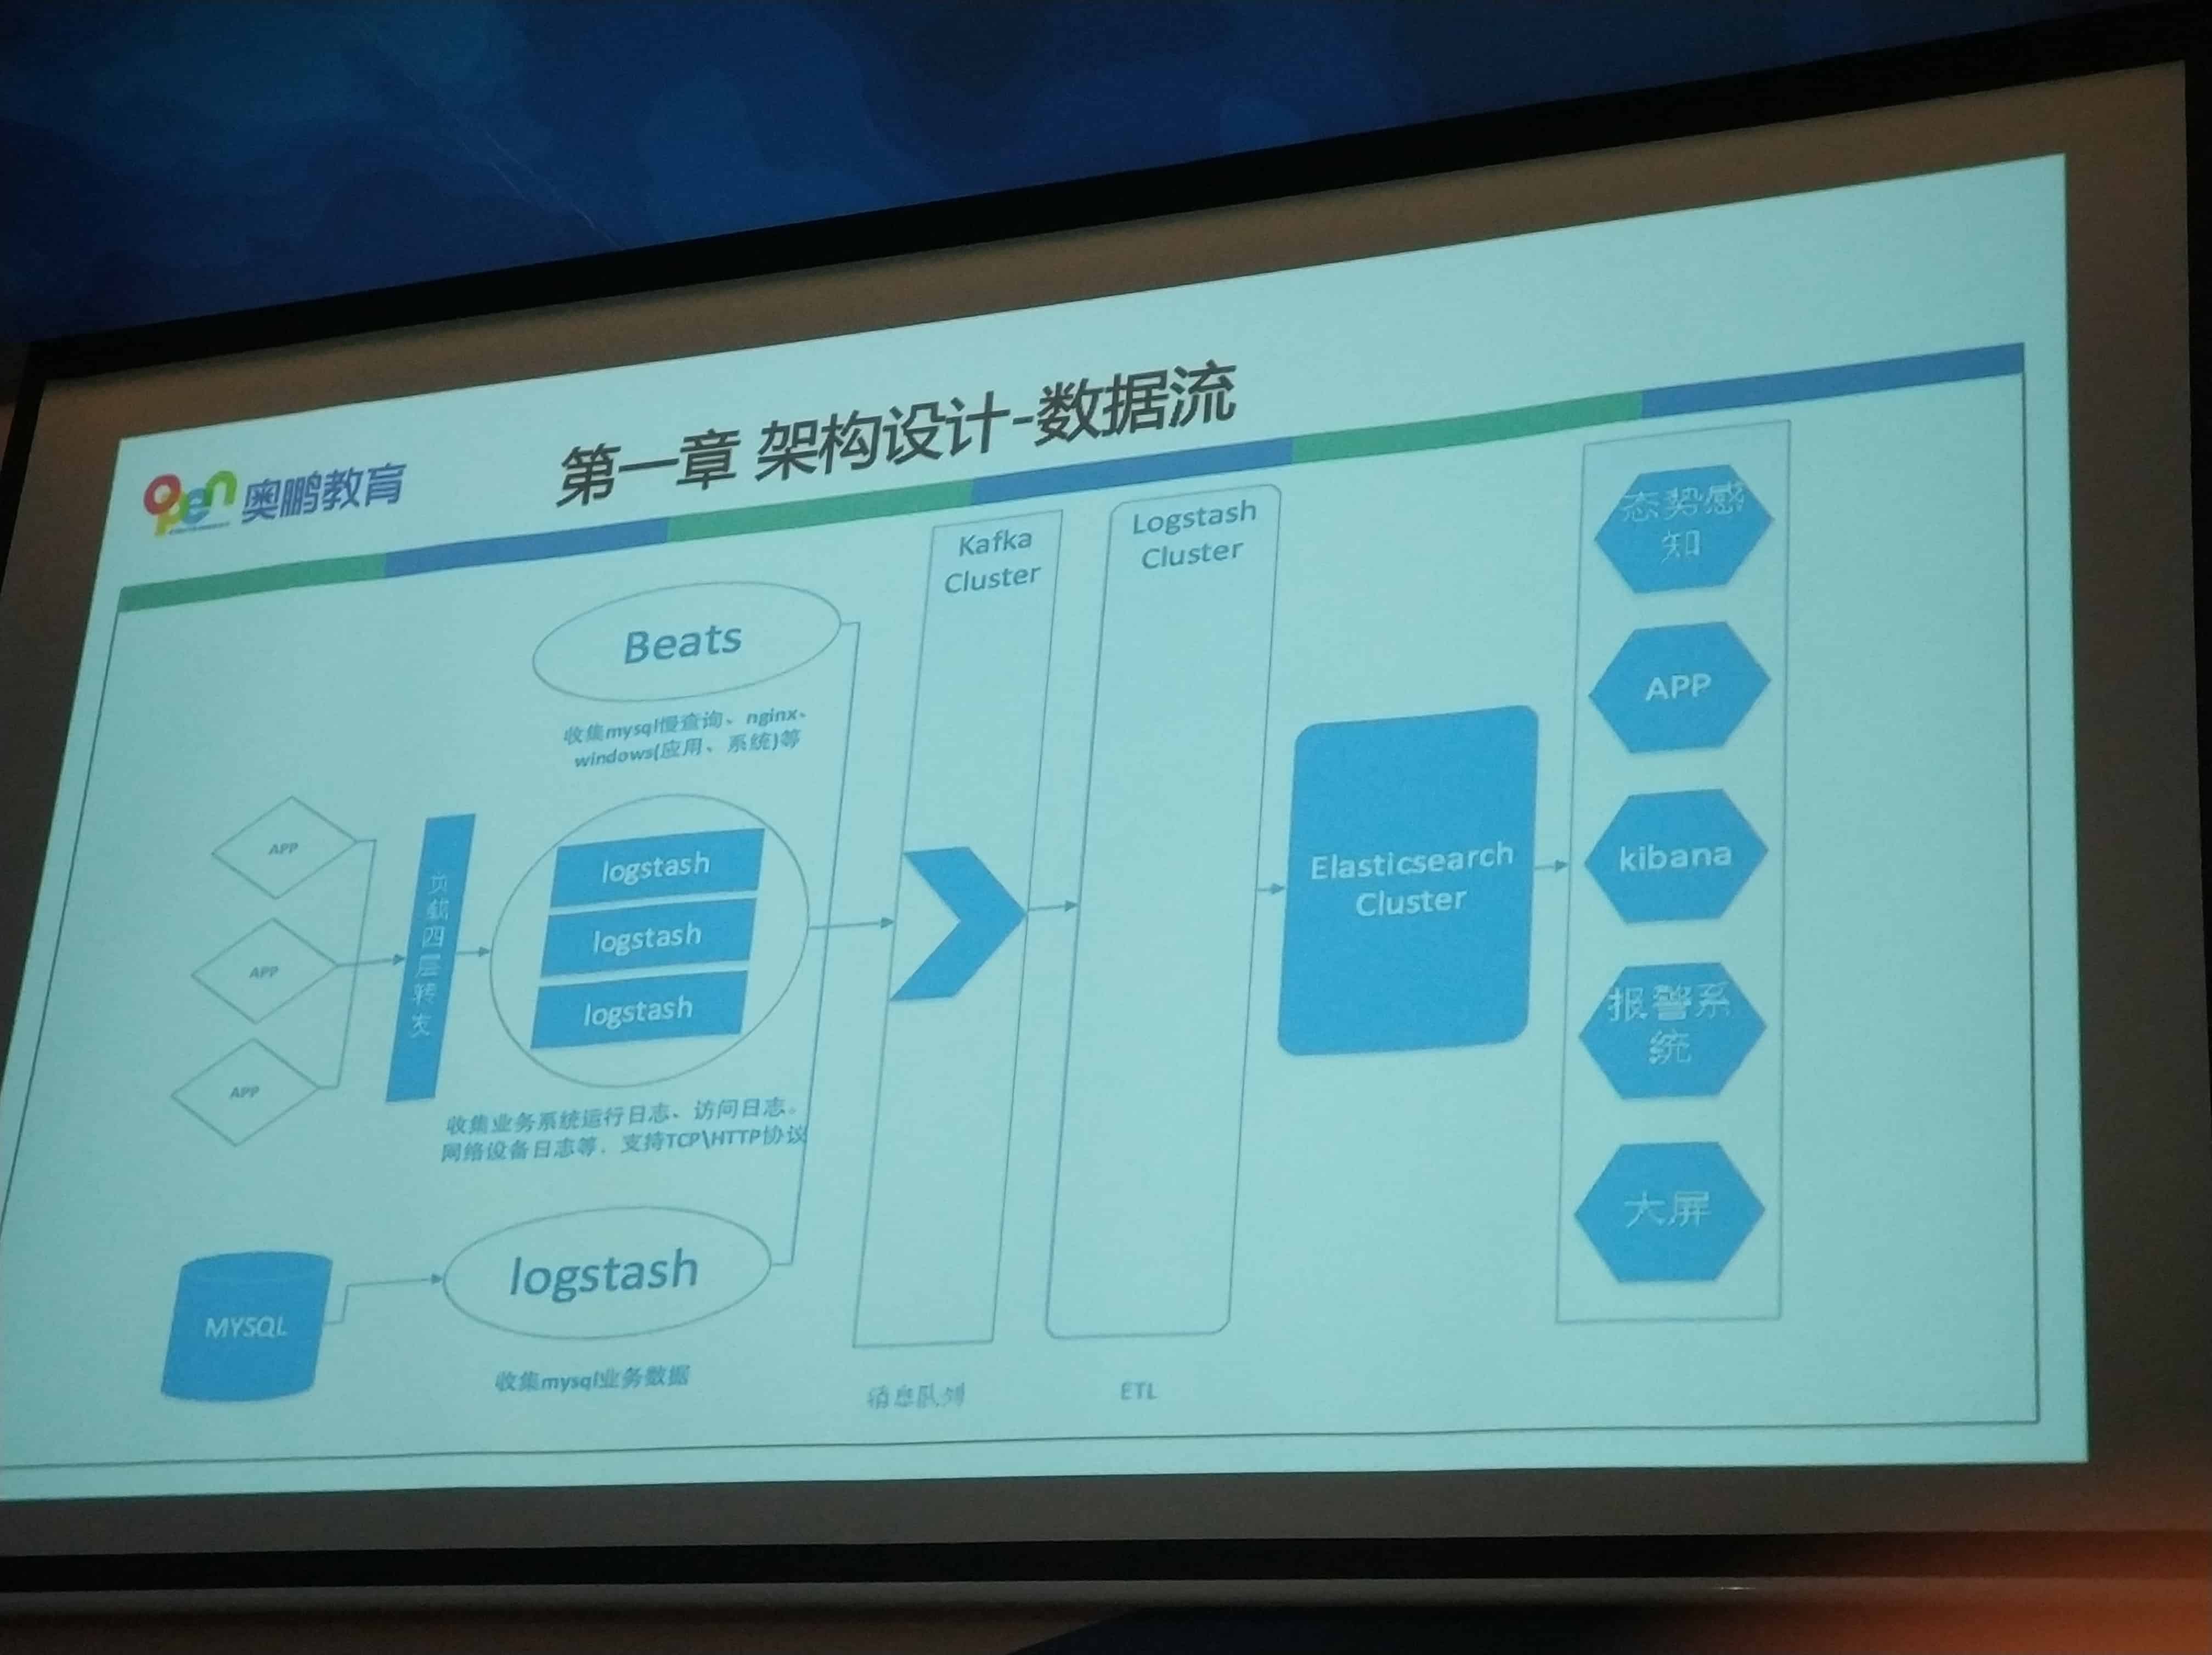 第一章 架构设计-数据流
open 奥鹏教育
Kafka
Cluster
Logstash
Cluster
Beats
收集mysql慢查询、nginx、
windows(应用、系统)等
APP
APP
APP
负载四层转发
logstash
logstash
logstash
收集业务系统运行日志、访问日志。
网络设备日志等，支持TCP\HTTP协议
MYSQL
logstash
收集mysql业务数据
消息队列
ETL
Elasticsearch
Cluster
态势感
知
APP
kibana
报警系
统
大屏